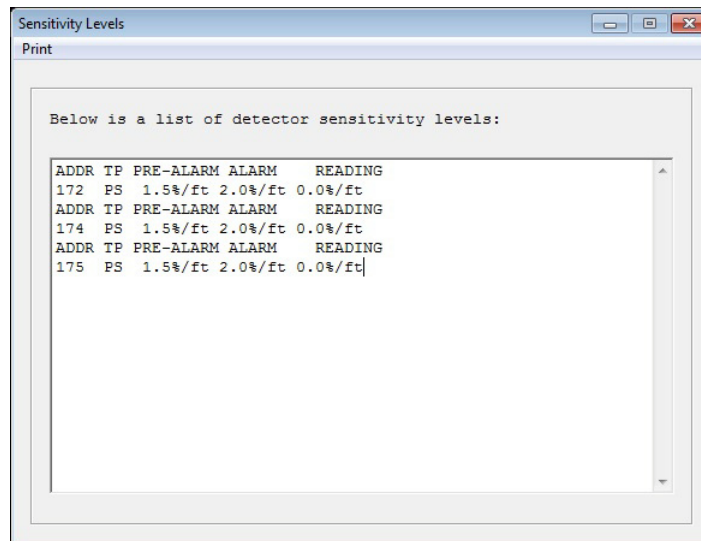 Sensitivity Levels
Print
Below is a list of detector sensitivity levels:
ADDR TP PRE-ALARM ALARM    READING
172  PS  1.5%/ft 2.0%/ft 0.0%/ft
ADDR TP PRE-ALARM ALARM    READING
174  PS  1.5%/ft 2.0%/ft 0.0%/ft
ADDR TP PRE-ALARM ALARM    READING
175  PS  1.5%/ft 2.0%/ft 0.0%/ft